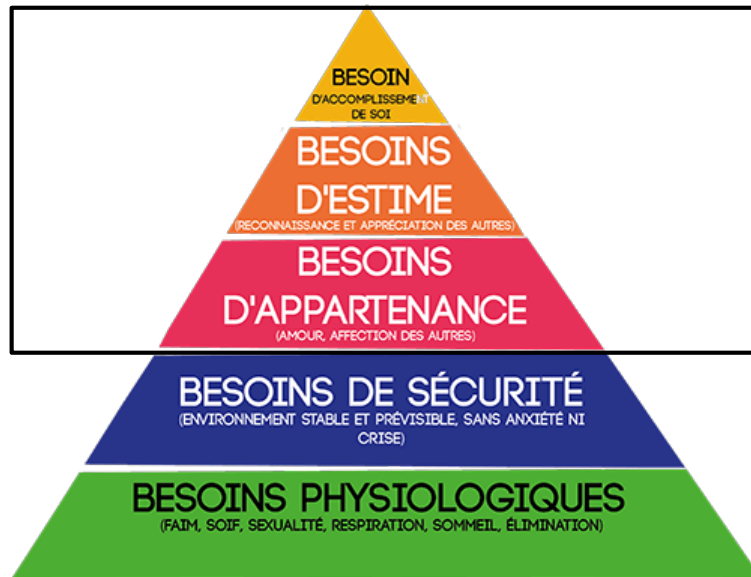 BESOIN
D'ACCOMPLISSEMENT
DE SOI
BESOINS
D'ESTIME
(RECONNAISSANCE ET APPRÉCIATION DES AUTRES)
BESOINS
D'APPARTENANCE
(AMOUR, AFFECTION DES AUTRES)
BESOINS DE SÉCURITÉ
(ENVIRONNEMENT STABLE ET PRÉVISIBLE, SANS ANXIÉTÉ NI
CRISE)
BESOINS PHYSIOLOGIQUES
(FAIM, SOIF, SEXUALITÉ, RESPIRATION, SOMMEIL, ÉLIMINATION)